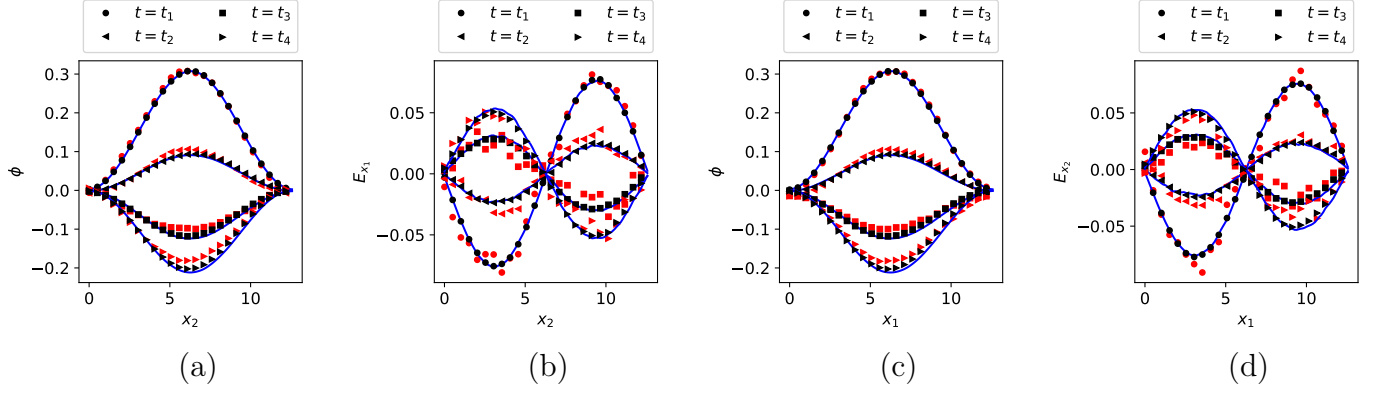 t = t₁ t = t₃
t = t₂ t = t₄
0.3
0.2
0.1
0.0
−0.1
−0.2
ϕ
0 5 10
x₂
(a)
t = t₁ t = t₃
t = t₂ t = t₄
0.05
0.00
−0.05
Eₓ₁
0 5 10
x₂
(b)
t = t₁ t = t₃
t = t₂ t = t₄
0.3
0.2
0.1
0.0
−0.1
−0.2
ϕ
0 5 10
x₁
(c)
t = t₁ t = t₃
t = t₂ t = t₄
0.05
0.00
−0.05
Eₓ₂
0 5 10
x₁
(d)